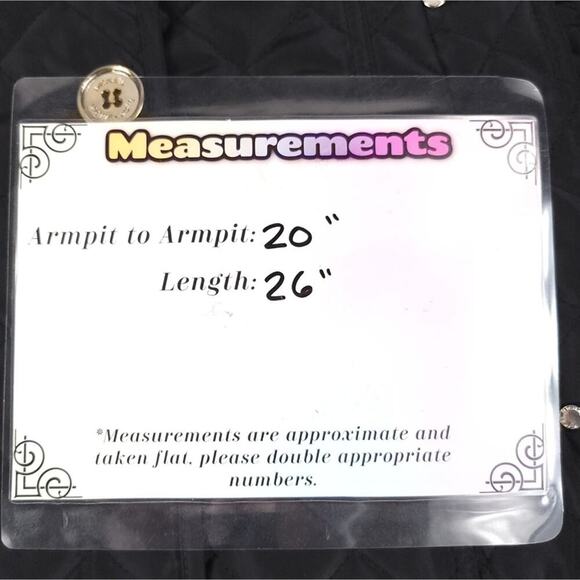 Measurements
Armpit to Armpit: 20"
Length: 26"
*Measurements are approximate and
taken flat, please double appropriate
numbers.